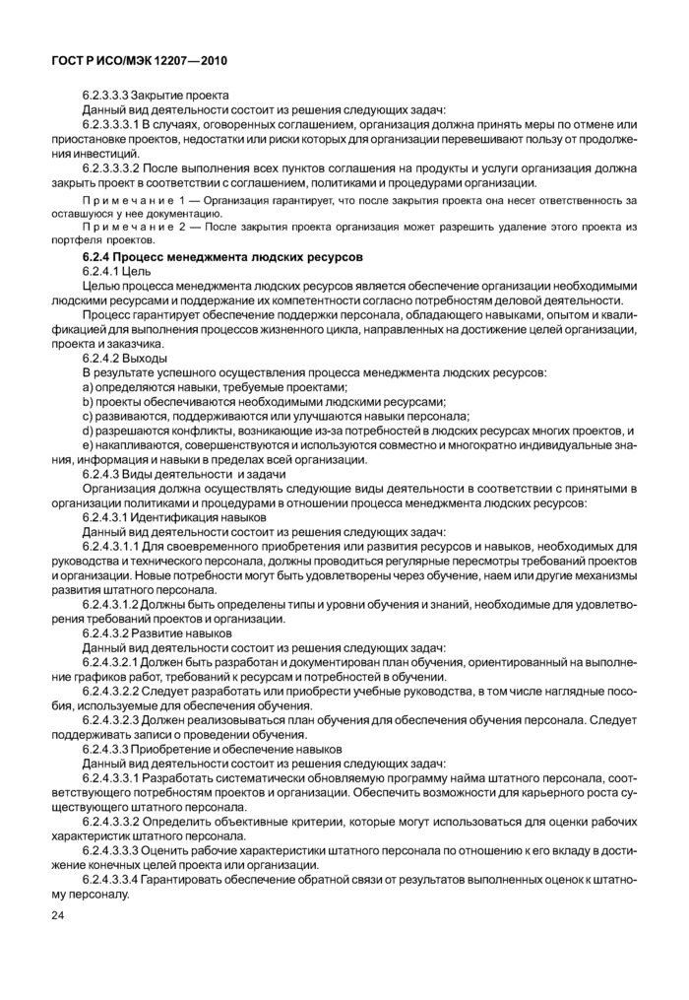 ГОСТ Р ИСО/МЭК 12207—2010
6.2.3.3.3 Закрытие проекта
Данный вид деятельности состоит из решения следующих задач:
6.2.3.3.3.1 В случаях, оговоренных соглашением, организация должна принять меры по отмене или
приостановке проектов, недостатки или риски которых для организации перевешивают пользу от продолже-
ния инвестиций.
6.2.3.3.3.2 После выполнения всех пунктов соглашения на продукты и услуги организация должна
закрыть проект в соответствии с соглашением, политиками и процедурами организации.
Примечание 1 — Организация гарантирует, что после закрытия проекта она несет ответственность за
оставшуюся у нее документацию.
Примечание 2 — После закрытия проекта организация может разрешить удаление этого проекта из
портфеля проектов.
6.2.4 Процесс менеджмента людских ресурсов
6.2.4.1 Цель
Целью процесса менеджмента людских ресурсов является обеспечение организации необходимыми
людскими ресурсами и поддержание их компетентности согласно потребностям деловой деятельности.
Процесс гарантирует обеспечение поддержки персонала, обладающего навыками, опытом и квали-
фикацией для выполнения процессов жизненного цикла, направленных на достижение целей организации,
проекта и заказчика.
6.2.4.2 Выходы
В результате успешного осуществления процесса менеджмента людских ресурсов:
a) определяются навыки, требуемые проектами;
b) проекты обеспечиваются необходимыми людскими ресурсами;
c) развиваются, поддерживаются или улучшаются навыки персонала;
d) разрешаются конфликты, возникающие из-за потребностей в людских ресурсах многих проектов, и
e) накапливаются, совершенствуются и используются совместно и многократно индивидуальные зна-
ния, информация и навыки в пределах всей организации.
6.2.4.3 Виды деятельности и задачи
Организация должна осуществлять следующие виды деятельности в соответствии с принятыми в
организации политиками и процедурами в отношении процесса менеджмента людских ресурсов:
6.2.4.3.1 Идентификация навыков
Данный вид деятельности состоит из решения следующих задач:
6.2.4.3.1.1 Для своевременного приобретения или развития ресурсов и навыков, необходимых для
руководства и технического персонала, должны проводиться регулярные пересмотры требований проектов
и организации. Новые потребности могут быть удовлетворены через обучение, наем или другие механизмы
развития штатного персонала.
6.2.4.3.1.2 Должны быть определены типы и уровни обучения и знаний, необходимые для удовлетво-
рения требований проектов и организации.
6.2.4.3.2 Развитие навыков
Данный вид деятельности состоит из решения следующих задач:
6.2.4.3.2.1 Должен быть разработан и документирован план обучения, ориентированный на выполне-
ние графиков работ, требований к ресурсам и потребностей в обучении.
6.2.4.3.2.2 Следует разработать или приобрести учебные руководства, в том числе наглядные посо-
бия, используемые для обеспечения обучения.
6.2.4.3.2.3 Должен реализовываться план обучения для обеспечения обучения персонала. Следует
поддерживать записи о проведении обучения.
6.2.4.3.3 Приобретение и обеспечение навыков
Данный вид деятельности состоит из решения следующих задач:
6.2.4.3.3.1 Разработать систематически обновляемую программу найма штатного персонала, соот-
ветствующего потребностям проектов и организации. Обеспечить возможности для карьерного роста су-
ществующего штатного персонала.
6.2.4.3.3.2 Определить объективные критерии, которые могут использоваться для оценки рабочих
характеристик штатного персонала.
6.2.4.3.3.3 Оценить рабочие характеристики штатного персонала по отношению к его вкладу в дости-
жение конечных целей проекта или организации.
6.2.4.3.3.4 Гарантировать обеспечение обратной связи от результатов выполненных оценок к штатно-
му персоналу.
24